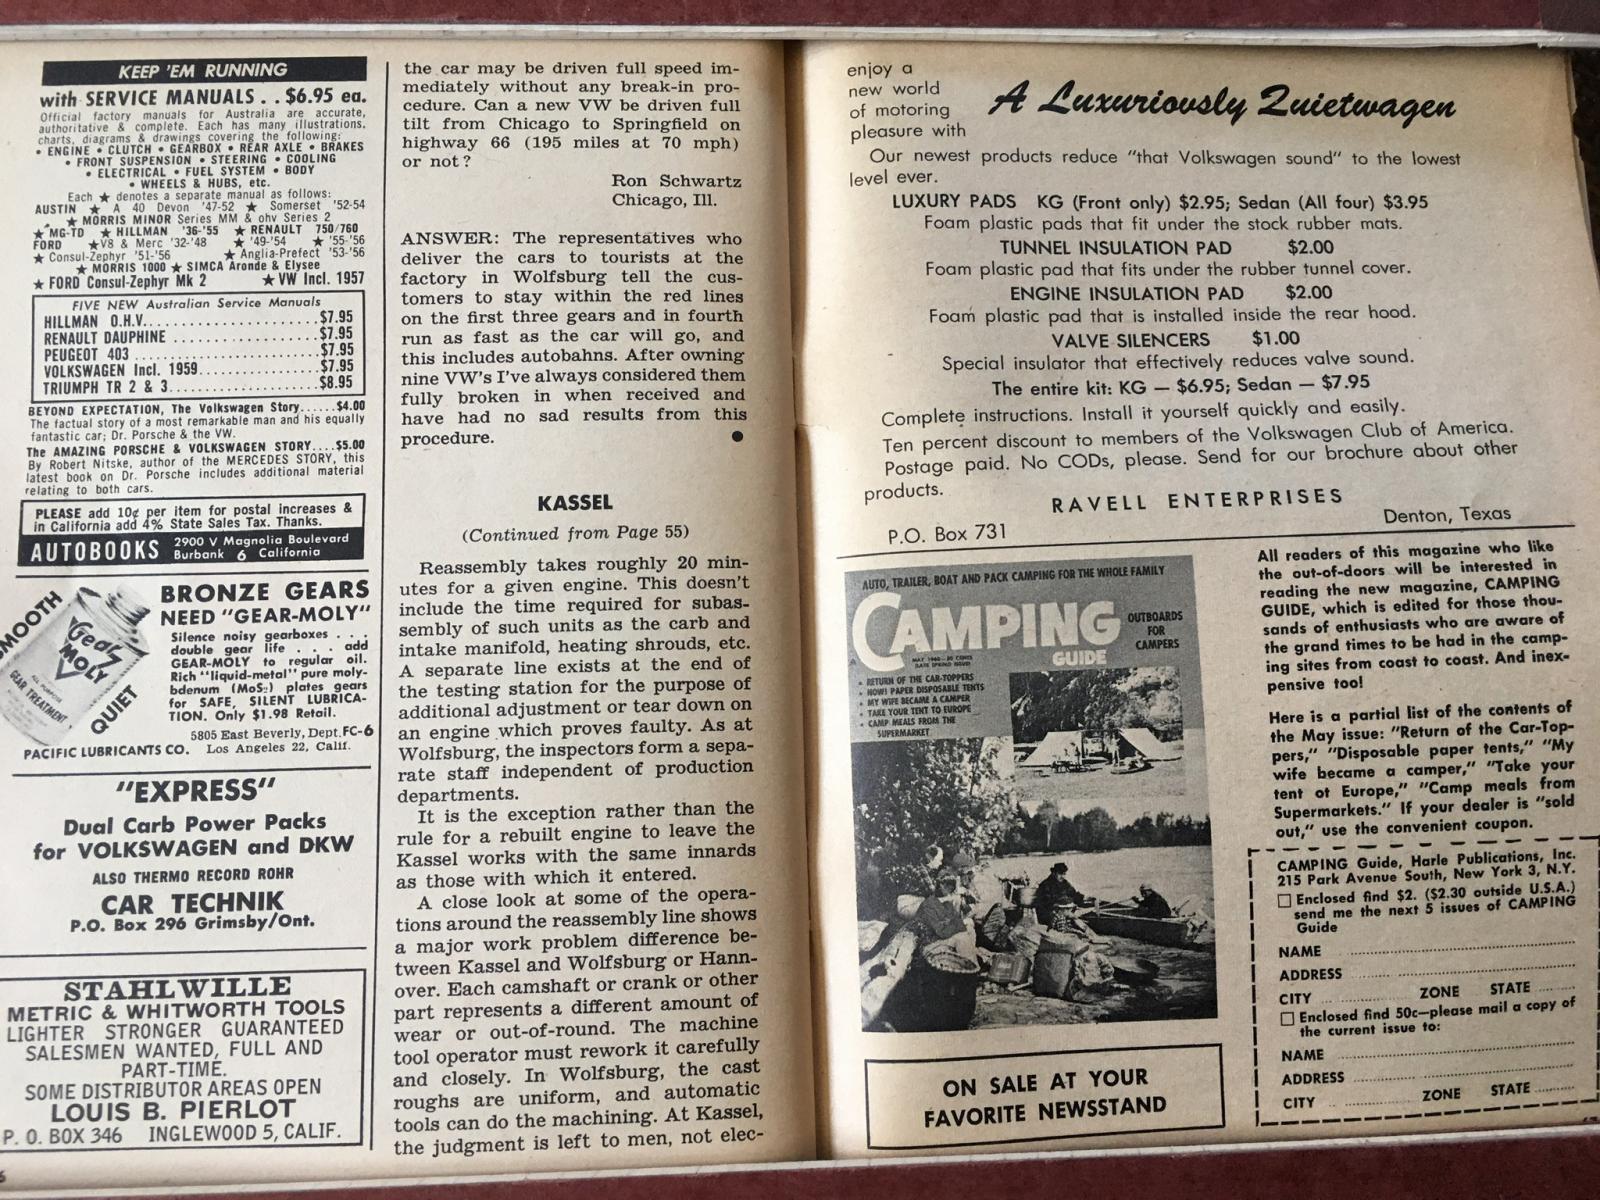 KEEP 'EM RUNNING
with SERVICE MANUALS . . $6.95 ea.
Official factory manuals for Australia are accurate,
authoritative & complete. Each has many illustrations,
charts, diagrams & drawings covering the following:
• ENGINE • CLUTCH • GEARBOX • REAR AXLE • BRAKES
• FRONT SUSPENSION • STEERING • COOLING
• ELECTRICAL • FUEL SYSTEM • BODY
• WHEELS & HUBS, etc.
Each ★ denotes a separate manual as follows:
AUSTIN ★ A 40 Devon '47-52 ★ Somerset '52-54
★ MORRIS MINOR Series MM & ohv Series 2
★ MG-TD ★ HILLMAN '36-'55 ★ RENAULT 750/760
FORD ★V8 & Merc '32-'48 ★ '49-'54 ★ '55-'56
★ Consul-Zephyr '51-'56 ★ Anglia-Prefect '53-'56
★ MORRIS 1000 ★ SIMCA Aronde & Elysee
★ FORD Consul-Zephyr Mk 2 ★ VW Incl. 1957
FIVE NEW Australian Service Manuals
HILLMAN O.H.V. $7.95
RENAULT DAUPHINE $7.95
PEUGEOT 403 $7.95
VOLKSWAGEN Incl. 1959 $7.95
TRIUMPH TR 2 & 3 $8.95
BEYOND EXPECTATION, The Volkswagen Story......$4.00
The factual story of a most remarkable man and his equally
fantastic car; Dr. Porsche & the VW.
The AMAZING PORSCHE & VOLKSWAGEN STORY....$5.00
By Robert Nitske, author of the MERCEDES STORY, this
latest book on Dr. Porsche includes additional material
relating to both cars.
PLEASE add 10¢ per item for postal increases &
in California add 4% State Sales Tax. Thanks.
AUTOBOOKS 2900 V Magnolia Boulevard
Burbank 6 California
SMOOTH
Gear MOLY
ALL PURPOSE
GEAR TREATMENT
QUIET
BRONZE GEARS
NEED "GEAR-MOLY"
Silence noisy gearboxes . . .
double gear life . . . add
GEAR-MOLY to regular oil.
Rich "liquid-metal" pure moly-
bdenum (MoS2) plates gears
for SAFE, SILENT LUBRICA-
TION. Only $1.98 Retail.
5805 East Beverly, Dept. FC-6
PACIFIC LUBRICANTS CO. Los Angeles 22, Calif.
"EXPRESS"
Dual Carb Power Packs
for VOLKSWAGEN and DKW
ALSO THERMO RECORD ROHR
CAR TECHNIK
P.O. Box 296 Grimsby/Ont.
STAHLWILLE
METRIC & WHITWORTH TOOLS
LIGHTER STRONGER GUARANTEED
SALESMEN WANTED, FULL AND
PART-TIME.
SOME DISTRIBUTOR AREAS OPEN
LOUIS B. PIERLOT
P. O. BOX 346 INGLEWOOD 5, CALIF.
6
the car may be driven full speed im-
mediately without any break-in pro-
cedure. Can a new VW be driven full
tilt from Chicago to Springfield on
highway 66 (195 miles at 70 mph)
or not?
Ron Schwartz
Chicago, Ill.
ANSWER: The representatives who
deliver the cars to tourists at the
factory in Wolfsburg tell the cus-
tomers to stay within the red lines
on the first three gears and in fourth
run as fast as the car will go, and
this includes autobahns. After owning
nine VW's I've always considered them
fully broken in when received and
have had no sad results from this
procedure. ●
KASSEL
(Continued from Page 55)
Reassembly takes roughly 20 min-
utes for a given engine. This doesn't
include the time required for subas-
sembly of such units as the carb and
intake manifold, heating shrouds, etc.
A separate line exists at the end of
the testing station for the purpose of
additional adjustment or tear down on
an engine which proves faulty. As at
Wolfsburg, the inspectors form a sepa-
rate staff independent of production
departments.
It is the exception rather than the
rule for a rebuilt engine to leave the
Kassel works with the same innards
as those with which it entered.
A close look at some of the opera-
tions around the reassembly line shows
a major work problem difference be-
tween Kassel and Wolfsburg or Hann-
over. Each camshaft or crank or other
part represents a different amount of
wear or out-of-round. The machine
tool operator must rework it carefully
and closely. In Wolfsburg, the cast
roughs are uniform, and automatic
tools can do the machining. At Kassel,
the judgment is left to men, not elec-
enjoy a
new world
of motoring
pleasure with
A Luxuriously Quietwagen
Our newest products reduce "that Volkswagen sound" to the lowest
level ever.
LUXURY PADS KG (Front only) $2.95; Sedan (All four) $3.95
Foam plastic pads that fit under the stock rubber mats.
TUNNEL INSULATION PAD $2.00
Foam plastic pad that fits under the rubber tunnel cover.
ENGINE INSULATION PAD $2.00
Foam plastic pad that is installed inside the rear hood.
VALVE SILENCERS $1.00
Special insulator that effectively reduces valve sound.
The entire kit: KG — $6.95; Sedan — $7.95
Complete instructions. Install it yourself quickly and easily.
Ten percent discount to members of the Volkswagen Club of America.
Postage paid. No CODs, please. Send for our brochure about other
products.
RAVELL ENTERPRISES
P.O. Box 731 Denton, Texas
AUTO, TRAILER, BOAT AND PACK CAMPING FOR THE WHOLE FAMILY
CAMPING
GUIDE
OUTBOARDS
FOR
CAMPERS
MAY 1960—50 CENTS
(LATE SPRING ISSUE)
• RETURN OF THE CAR-TOPPERS
• NOW! PAPER DISPOSABLE TENTS
• MY WIFE BECAME A CAMPER
• TAKE YOUR TENT TO EUROPE
• CAMP MEALS FROM THE
SUPERMARKET
ON SALE AT YOUR
FAVORITE NEWSSTAND
All readers of this magazine who like
the out-of-doors will be interested in
reading the new magazine, CAMPING
GUIDE, which is edited for those thou-
sands of enthusiasts who are aware of
the grand times to be had in the camp-
ing sites from coast to coast. And inex-
pensive too!
Here is a partial list of the contents of
the May issue: "Return of the Car-Top-
pers," "Disposable paper tents," "My
wife became a camper," "Take your
tent ot Europe," "Camp meals from
Supermarkets." If your dealer is "sold
out," use the convenient coupon.
CAMPING Guide, Harle Publications, Inc.
215 Park Avenue South, New York 3, N.Y.
☐ Enclosed find $2. ($2.30 outside U.S.A.)
send me the next 5 issues of CAMPING
Guide
NAME
ADDRESS
CITY ZONE STATE
☐ Enclosed find 50c—please mail a copy of
the current issue to:
NAME
ADDRESS
CITY ZONE STATE